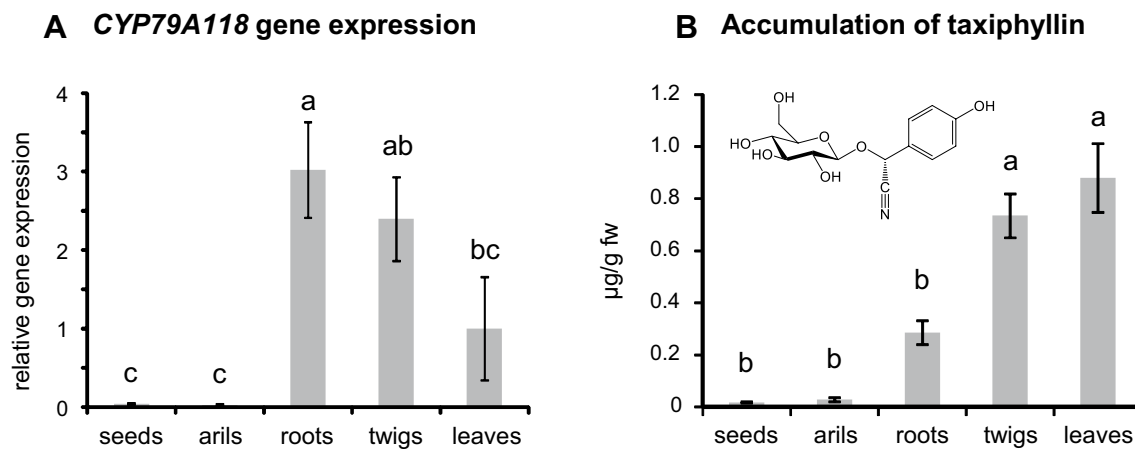 A CYP79A118 gene expression
relative gene expression
4
3
2
1
0
a
ab
bc
c
c
seeds arils roots twigs leaves
B Accumulation of taxiphyllin
µg/g fw
1.2
1.0
0.8
0.6
0.4
0.2
0
OH
OH
O
HO
O
HO
OH
N
a
a
b
b
b
seeds arils roots twigs leaves